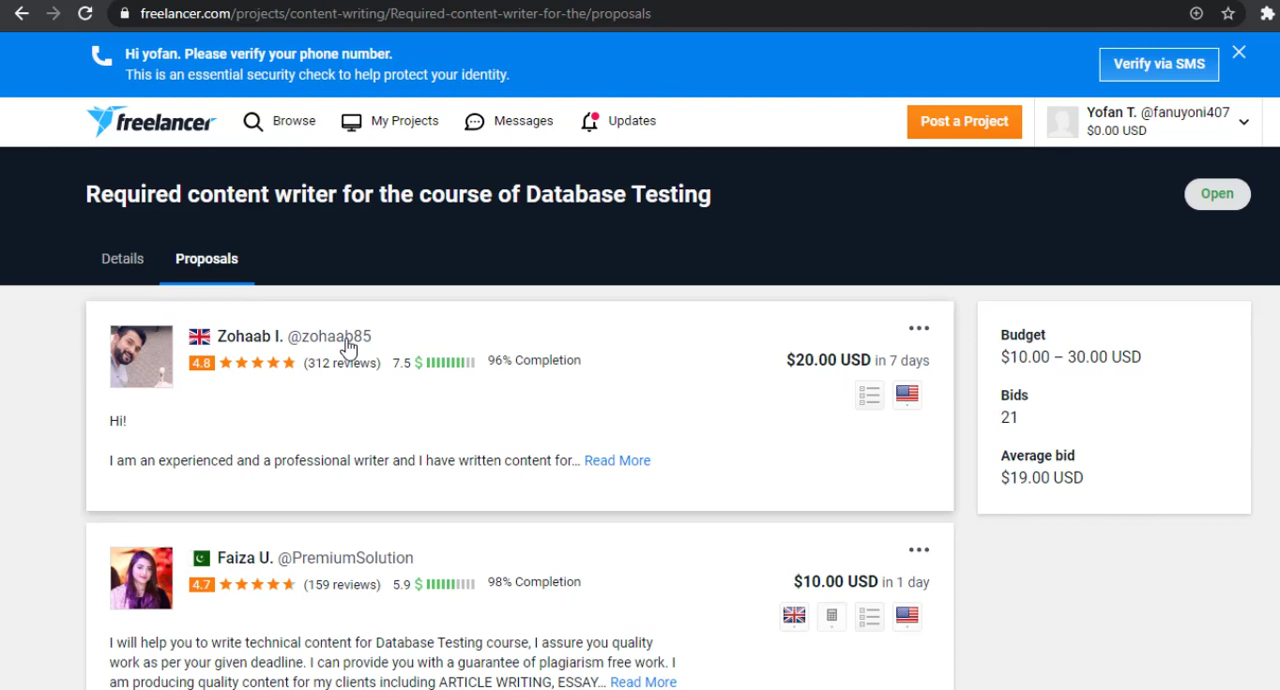 freelancer.com/projects/content-writing/Required-content-writer-for-the/proposals
Hi yofan. Please verify your phone number.
This is an essential security check to help protect your identity.
Verify via SMS
freelancer
Browse
My Projects
Messages
Updates
Post a Project
Yofan T. @fanuyoni407
$0.00 USD
Required content writer for the course of Database Testing
Open
Details
Proposals
Zohaab I. @zohaab85
4.8 (312 reviews) 7.5 $ 96% Completion
$20.00 USD in 7 days
Hi!
I am an experienced and a professional writer and I have written content for... Read More
Budget
$10.00 – 30.00 USD
Bids
21
Average bid
$19.00 USD
Faiza U. @PremiumSolution
4.7 (159 reviews) 5.9 $ 98% Completion
$10.00 USD in 1 day
I will help you to write technical content for Database Testing course, I assure you quality
work as per your given deadline. I can provide you with a guarantee of plagiarism free work. I
am producing quality content for my clients including ARTICLE WRITING, ESSAY... Read More